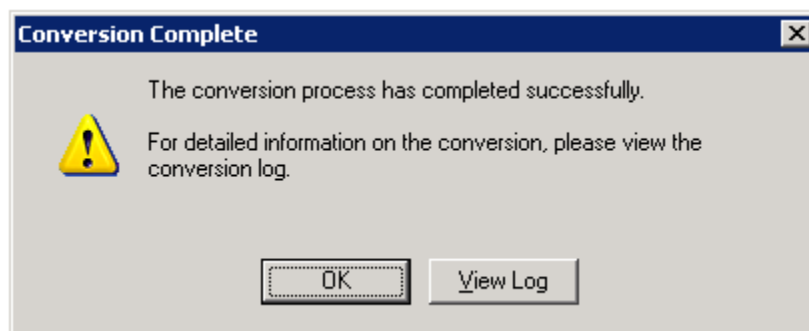 Conversion Complete
The conversion process has completed successfully.
For detailed information on the conversion, please view the
conversion log.
OK
View Log